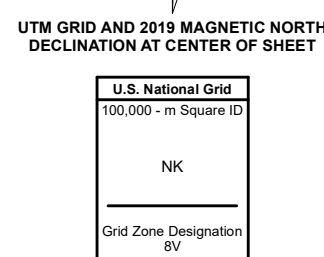 UTM GRID AND 2019 MAGNETIC NORTH
DECLINATION AT CENTER OF SHEET
U.S. National Grid
100,000 - m Square ID
NK
Grid Zone Designation
8V